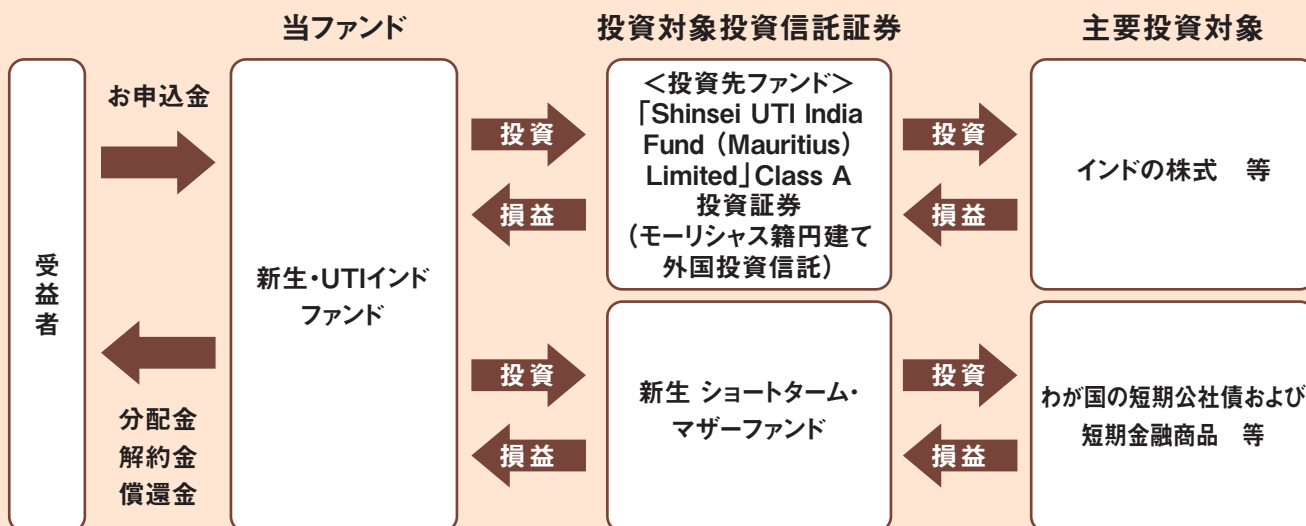 当ファンド
投資対象投資信託証券
主要投資対象
受益者
お申込金
分配金
解約金
償還金
新生・UTIインド
ファンド
投資
損益
＜投資先ファンド＞
「Shinsei UTI India
Fund (Mauritius)
Limited」Class A
投資証券
(モーリシャス籍円建て
外国投資信託)
投資
損益
インドの株式　等
投資
損益
新生 ショートターム・
マザーファンド
投資
損益
わが国の短期公社債および
短期金融商品　等